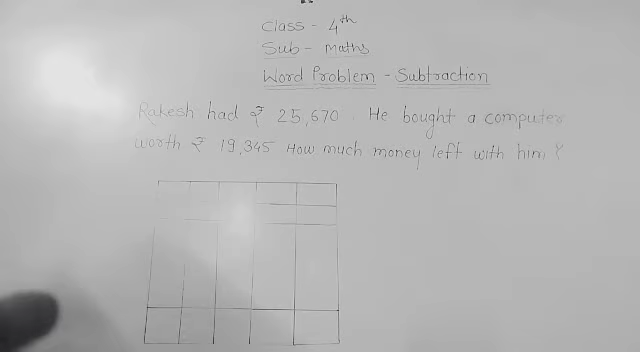 Class - 4th
Sub - Maths
Word Problem - Subtraction
Rakesh had ₹ 25,670. He bought a computer
worth ₹ 19,345 How much money left with him?